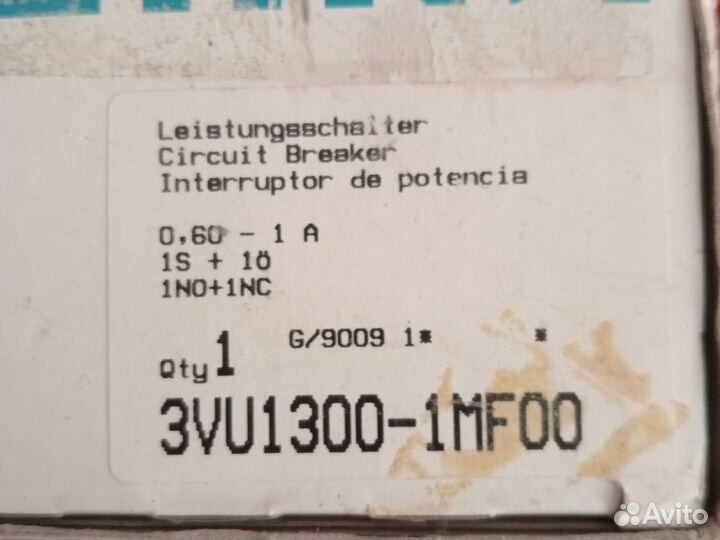 Leistungsschalter
Circuit Breaker
Interruptor de potencia
0,60 - 1 A
1S + 1Ö
1NO+1NC
Qty 1 G/9009 1* *
3VU1300-1MF00
Avito